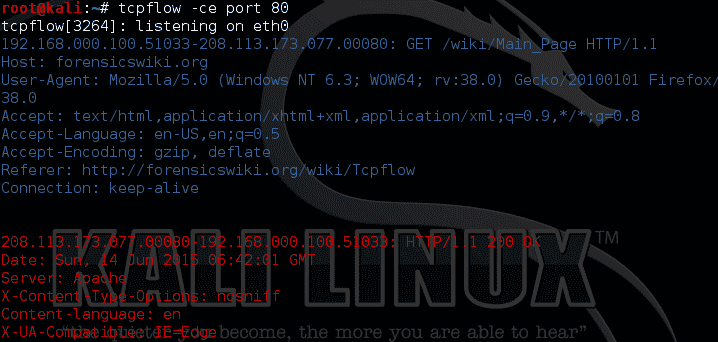 root@kali:~# tcpflow -ce port 80
tcpflow[3264]: listening on eth0
192.168.000.100.51033-208.113.173.077.00080: GET /wiki/Main_Page HTTP/1.1
Host: forensicswiki.org
User-Agent: Mozilla/5.0 (Windows NT 6.3; WOW64; rv:38.0) Gecko/20100101 Firefox/
38.0
Accept: text/html,application/xhtml+xml,application/xml;q=0.9,*/*;q=0.8
Accept-Language: en-US,en;q=0.5
Accept-Encoding: gzip, deflate
Referer: http://forensicswiki.org/wiki/Tcpflow
Connection: keep-alive
208.113.173.077.00080-192.168.000.100.51033: HTTP/1.1 200 OK
Date: Sun, 14 Jun 2015 06:42:01 GMT
Server: Apache
X-Content-Type-Options: nosniff
Content-language: en
X-UA-Compatible: IE=Edge
KALI LINUX™
"the quieter you become, the more you are able to hear"